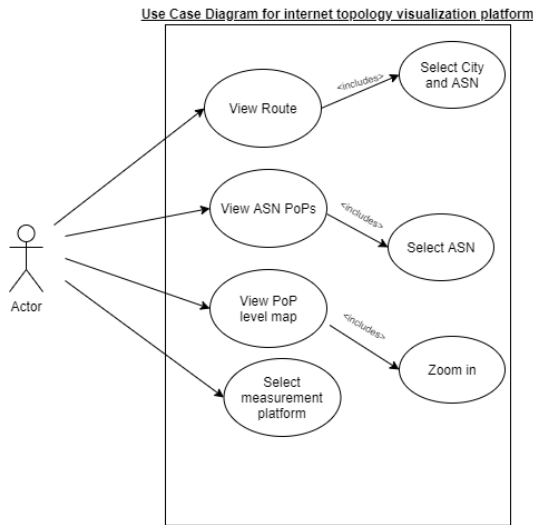 Use Case Diagram for internet topology visualization platform
Select City
and ASN
<includes>
View Route
View ASN PoPs
<includes>
Select ASN
Actor
View PoP
level map
<includes>
Zoom in
Select
measurement
platform